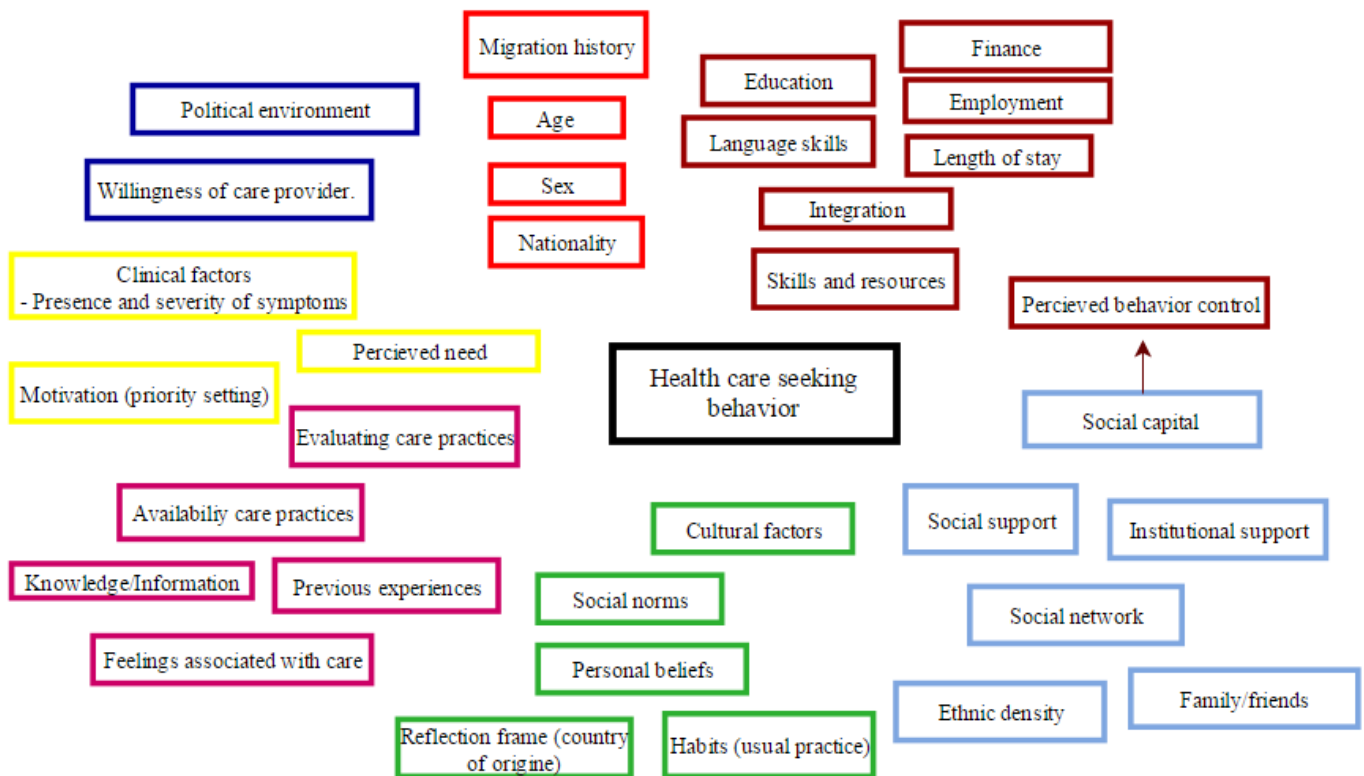 Migration history
Finance
Education
Political environment
Employment
Age
Language skills
Length of stay
Willingness of care provider.
Sex
Integration
Nationality
Clinical factors
- Presence and severity of symptoms
Skills and resources
Percieved behavior control
Percieved need
Health care seeking
behavior
Motivation (priority setting)
Social capital
Evaluating care practices
Availabiliy care practices
Cultural factors
Social support
Institutional support
Knowledge/Information
Previous experiences
Social norms
Social network
Feelings associated with care
Personal beliefs
Ethnic density
Family/friends
Reflection frame (country
of origine)
Habits (usual practice)